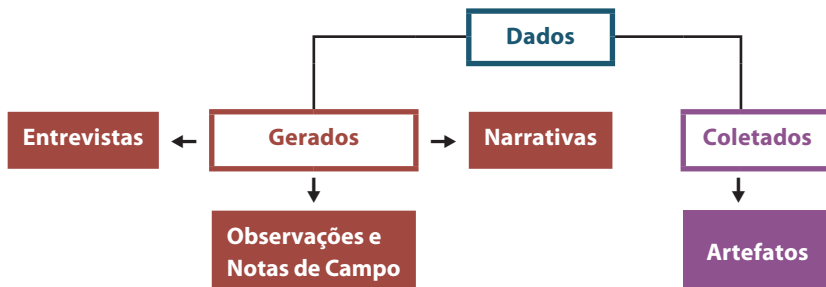 Dados
Entrevistas
Gerados
Narrativas
Coletados
Observações e
Notas de Campo
Artefatos